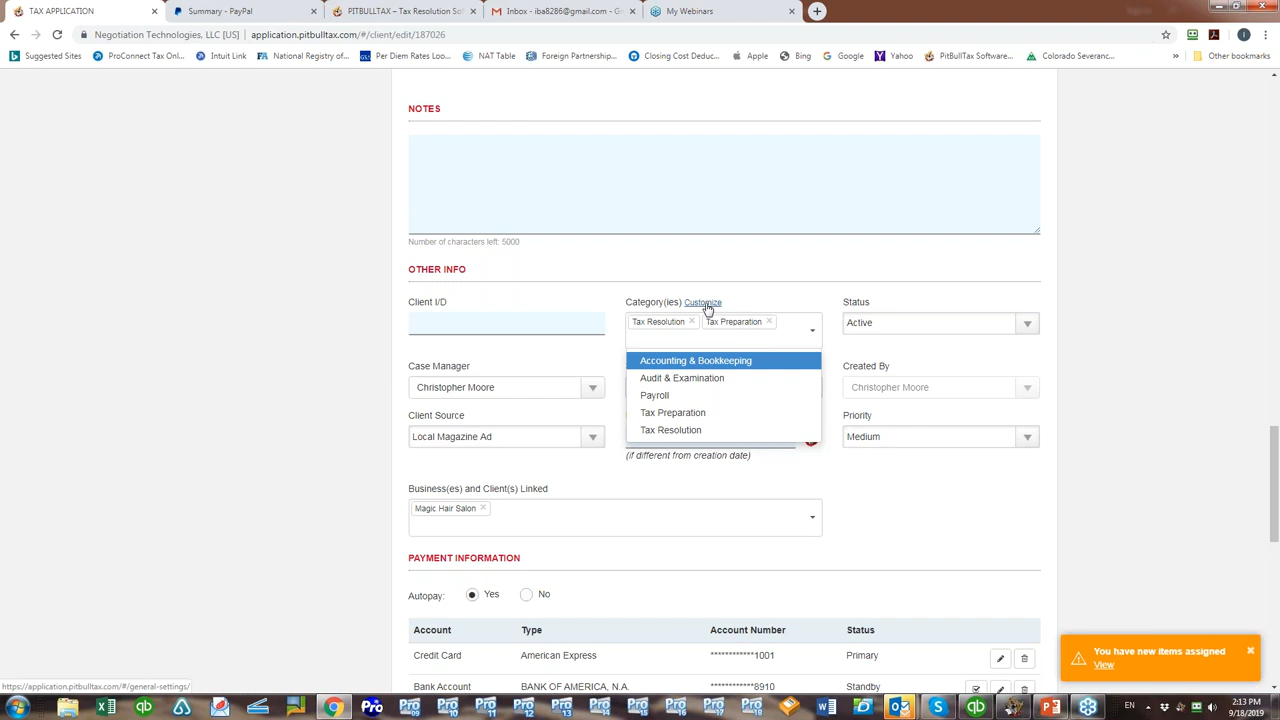 TAX APPLICATION
Summary - PayPal
PITBULLTAX – Tax Resolution So
Inbox - iba8286@gmail.com - G
My Webinars
Negotiation Technologies, LLC [US] | application.pitbulltax.com/#/client/edit/187026
Suggested Sites
ProConnect Tax Onl...
Intuit Link
National Registry of...
Per Diem Rates Loo...
NAT Table
Foreign Partnership...
Closing Cost Deduc...
Apple
Bing
Google
Yahoo
PitBullTax Software...
Colorado Severanc...
»
Other bookmarks
NOTES
Number of characters left: 5000
OTHER INFO
Client I/D
Category(ies) Customize
Status
Tax Resolution ×
Tax Preparation ×
Active
Accounting & Bookkeeping
Audit & Examination
Payroll
Tax Preparation
Tax Resolution
Case Manager
Created By
Christopher Moore
Christopher Moore
Client Source
Priority
Local Magazine Ad
Medium
(if different from creation date)
Business(es) and Client(s) Linked
Magic Hair Salon ×
PAYMENT INFORMATION
Autopay:
Yes
No
Account
Type
Account Number
Status
Credit Card
American Express
************1001
Primary
Bank Account
BANK OF AMERICA, N.A.
************8910
Standby
You have new items assigned
View
https://application.pitbulltax.com/#/general-settings/
EN
2:13 PM
9/18/2019